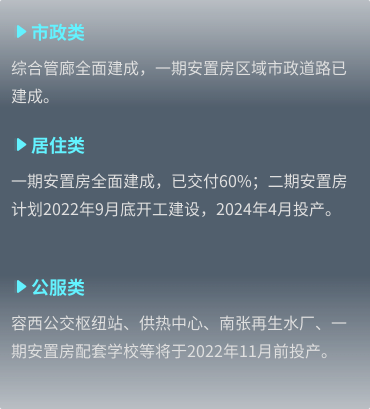 市政类
综合管廊全面建成，一期安置房区域市政道路已
建成。
居住类
一期安置房全面建成，已交付60%；二期安置房
计划2022年9月底开工建设，2024年4月投产。
公服类
容西公交枢纽站、供热中心、南张再生水厂、一
期安置房配套学校等将于2022年11月前投产。